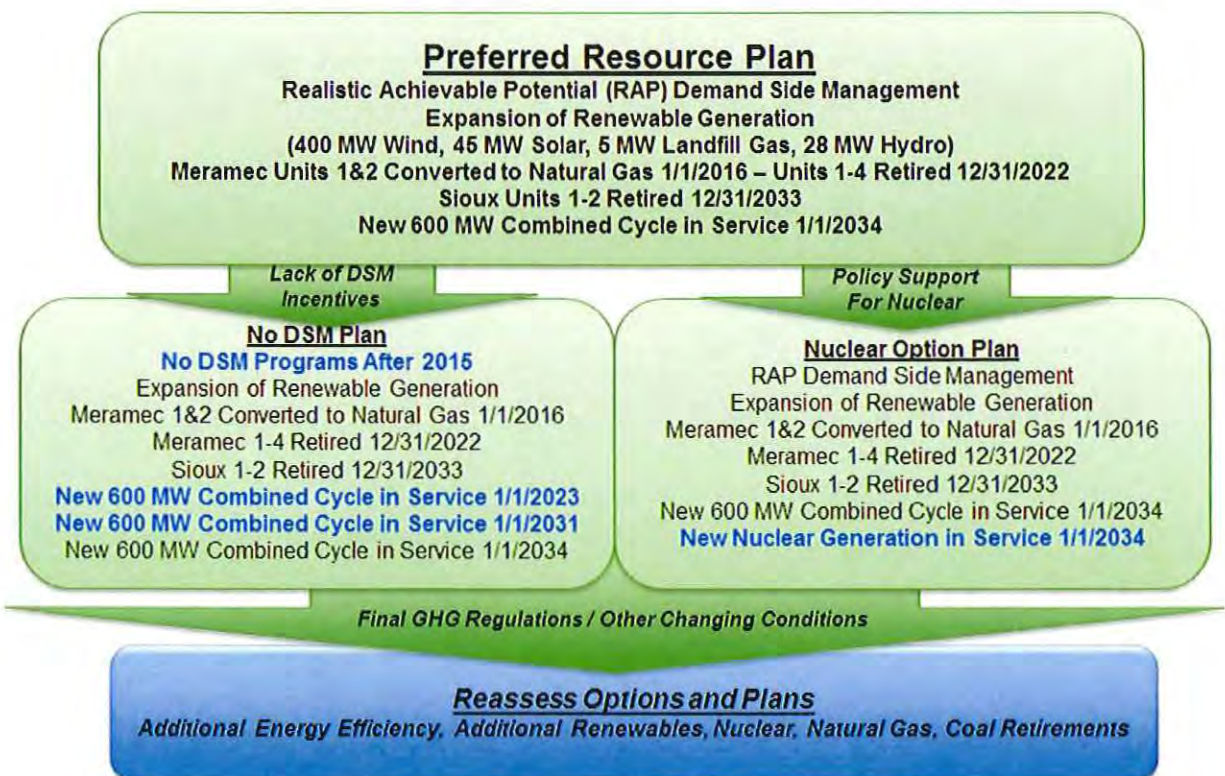 Preferred Resource Plan
Realistic Achievable Potential (RAP) Demand Side Management
Expansion of Renewable Generation
(400 MW Wind, 45 MW Solar, 5 MW Landfill Gas, 28 MW Hydro)
Meramec Units 1&2 Converted to Natural Gas 1/1/2016 – Units 1-4 Retired 12/31/2022
Sioux Units 1-2 Retired 12/31/2033
New 600 MW Combined Cycle in Service 1/1/2034
Lack of DSM
Incentives
Policy Support
For Nuclear
No DSM Plan
No DSM Programs After 2015
Expansion of Renewable Generation
Meramec 1&2 Converted to Natural Gas 1/1/2016
Meramec 1-4 Retired 12/31/2022
Sioux 1-2 Retired 12/31/2033
New 600 MW Combined Cycle in Service 1/1/2023
New 600 MW Combined Cycle in Service 1/1/2031
New 600 MW Combined Cycle in Service 1/1/2034
Nuclear Option Plan
RAP Demand Side Management
Expansion of Renewable Generation
Meramec 1&2 Converted to Natural Gas 1/1/2016
Meramec 1-4 Retired 12/31/2022
Sioux 1-2 Retired 12/31/2033
New 600 MW Combined Cycle in Service 1/1/2034
New Nuclear Generation in Service 1/1/2034
Final GHG Regulations / Other Changing Conditions
Reassess Options and Plans
Additional Energy Efficiency, Additional Renewables, Nuclear, Natural Gas, Coal Retirements